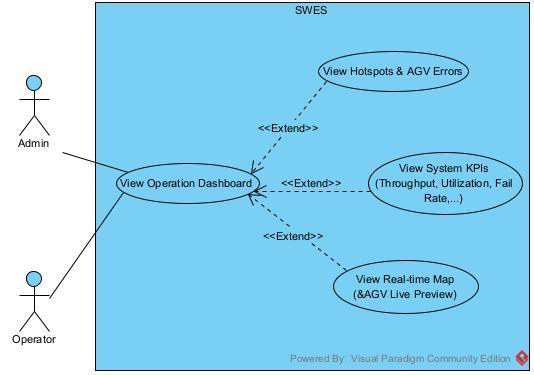 SWES
View Hotspots & AGV Errors
Admin
<<Extend>>
View Operation Dashboard
<<Extend>>
View System KPIs
(Throughput, Utilization, Fail
Rate,...)
<<Extend>>
View Real-time Map
(&AGV Live Preview)
Operator
Powered By: Visual Paradigm Community Edition